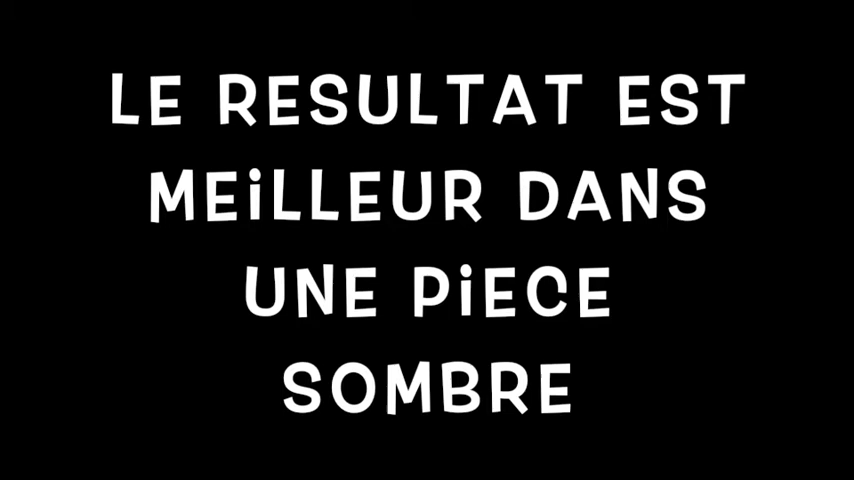 LE RESULTAT EST
MEiLLEUR DANS
UNE PiECE
SOMBRE